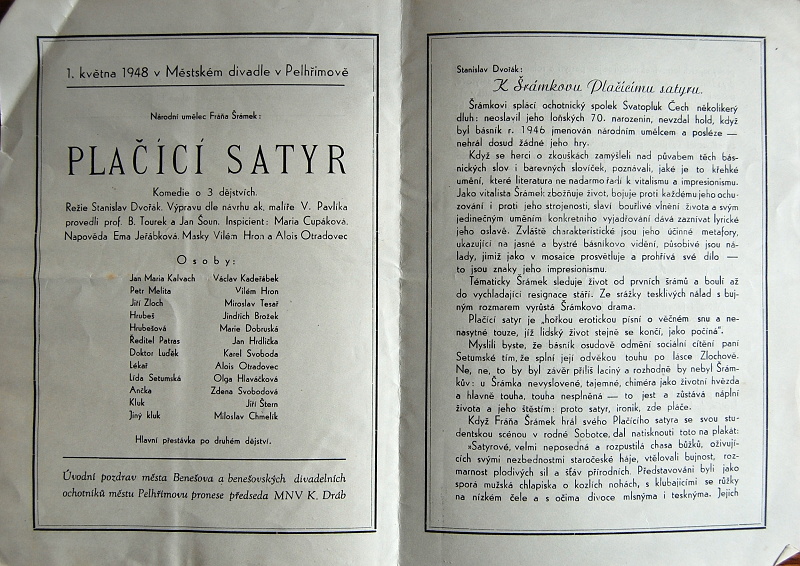 1. května 1948 v Městském divadle v Pelhřimově
Národní umělec Fráňa Šrámek:
PLAČÍCÍ SATYR
Komedie o 3 dějstvích.
Režie Stanislav Dvořák. Výpravu dle návrhu ak. malíře V. Pavlíka
provedli prof. B. Tourek a Jan Šoun. Inspicient: Maria Čupáková.
Napověda Ema Jeřábková. Masky Vilém Hron a Alois Otradovec
Osoby:
Jan Maria Kalvach Václav Kadeřábek
Petr Melita Vilém Hron
Jiří Zloch Miroslav Tesař
Hrubeš Jindřich Brožek
Hrubešová Marie Dobruská
Ředitel Patras Jan Hrdlička
Doktor Luďěk Karel Svoboda
Lékař Alois Otradovec
Lída Setumská Olga Hlaváčková
Ančka Zdena Svobodová
Kluk Jiří Štern
Jiný kluk Miloslav Chmelík
Hlavní přestávka po druhém dějství.
Úvodní pozdrav města Benešova a benešovských divadelních
ochotníků městu Pelhřimovu pronese předseda MNV K. Dráb
Stanislav Dvořák:
K Šrámkovu Plačícímu satyru.
Šrámkovi splácí ochotnický spolek Svatopluk Čech několikerý
dluh: neoslavil jeho loňských 70. narozenin, nevzdal hold, když
byl básník r. 1946 jmenován národním umělcem a posléze —
nehrál dosud žádné jeho hry.
Když se herci o zkouškách zamýšleli nad půvabem těch bás-
nických slov i barevných slovíček, poznávali, jaké je to křehké
umění, které literatura ne nadarmo řadí k vitalismu a impresionismu.
Jako vitalista Šrámek zbožňuje život, bojuje proti každému jeho ochu-
zování i proti jeho strojenosti, slaví bouřlivé vlnění života a svým
jedinečným uměním konkretního vyjadřování dává zaznívat lyrické
jeho oslavě. Zvláště charakteristické jsou jeho účinné metafory,
ukazující na jasné a bystré básníkovo vidění, působivé jsou ná-
lady, jimiž jako v mosaice prosvětluje a prohřívá své dílo —
to jsou znaky jeho impresionismu.
Tématicky Šrámek sleduje život od prvních šrámů a boulí až
do vychladající resignace stáří. Ze srážky tesklivých nálad s buj-
ným rozmarem vyrůstá Šrámkovo drama.
Plačící satyr je „hořkou erotickou písní o věčném snu a ne-
nasytné touze, jíž lidský život stejně se končí, jako počíná“.
Mysleli byste, že básník osudově odmění sociální cítění paní
Setumské tím, že splní její odvěkou touhu po lásce Zlochově.
Ne, ne, to by byl závěr příliš laciný a rozhodně by nebyl Šrám-
kův: u Šrámka nevyslovené, tajemné, chiméra jako životní hvězda
a hlavně touha, touha nesplněná — to jest a zůstává náplní
života a jeho štěstím: proto satyr, ironik, zde pláče.
Když Fráňa Šrámek hrál svého Plačícího satyra se svou stu-
dentskou scénou v rodné Sobotce, dal natisknouti toto na plakát:
»Satyrové, velmi neposedná a rozpustilá chasa bůžků, oživují-
cích svými nezbednostmi staročeské háje, vtělovali bujnost, roz-
marnost plodivých sil a šťáv přírodních. Představováni byli jako
sporá mužská chlapiska o kozlích nohách, s klubajícími se růžky
na nízkém čele a s očima divoce mlsnýma i tesknýma. Jejich